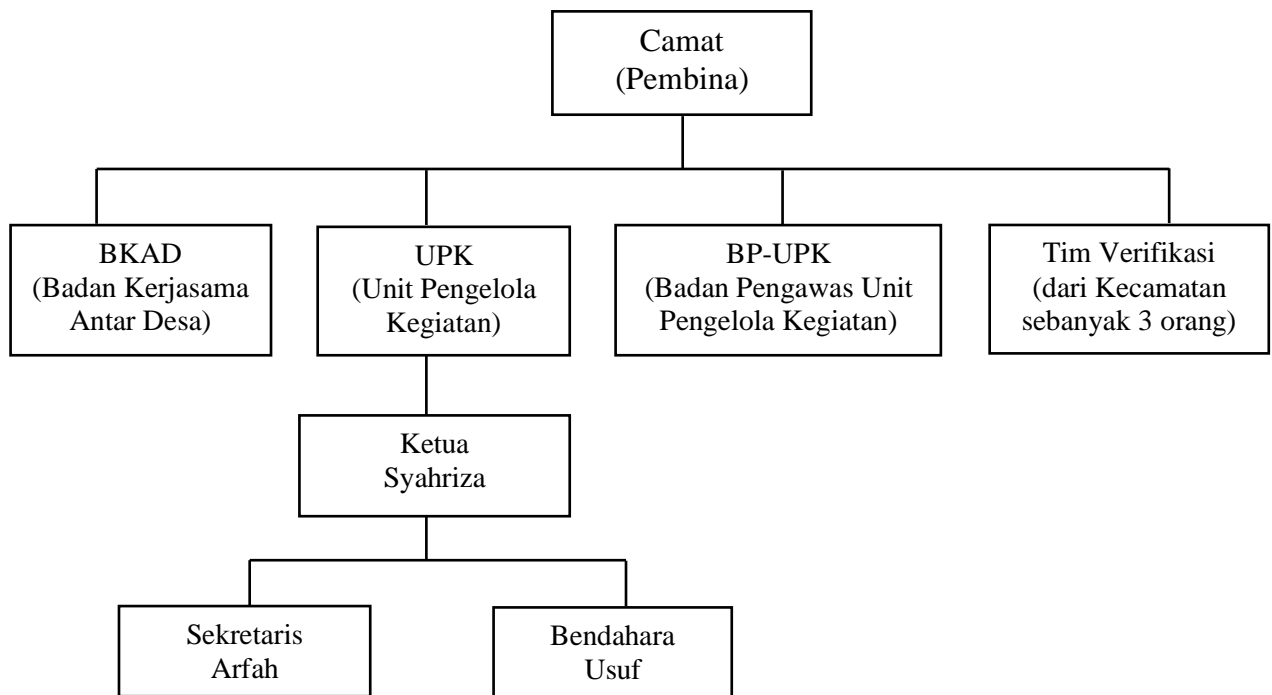 Camat
(Pembina)
BKAD
(Badan Kerjasama
Antar Desa)
UPK
(Unit Pengelola
Kegiatan)
BP-UPK
(Badan Pengawas Unit
Pengelola Kegiatan)
Tim Verifikasi
(dari Kecamatan
sebanyak 3 orang)
Ketua
Syahriza
Sekretaris
Arfah
Bendahara
Usuf